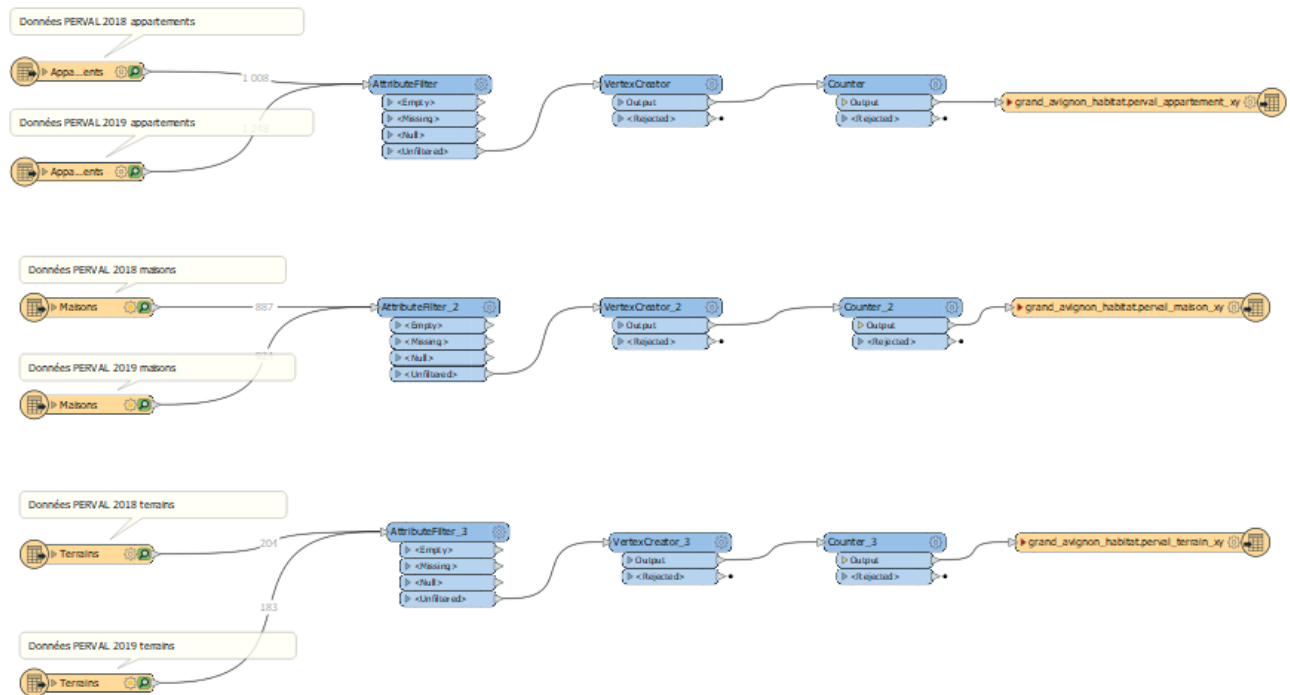 Données PERVAL 2018 appartements
Appa...ents
1 008
AttributeFilter
VertexCreator
Counter
<Empty>
Output
Output
grand_avignon_habitat.perval_appartement_xy
<Missing>
<Rejected>
<Rejected>
Données PERVAL 2019 appartements
<Null>
<Unfiltered>
Appa...ents
Données PERVAL 2018 maisons
Maisons
887
AttributeFilter_2
VertexCreator_2
Counter_2
grand_avignon_habitat.perval_maison_xy
<Empty>
Output
Output
<Missing>
<Rejected>
<Rejected>
<Null>
Données PERVAL 2019 maisons
<Unfiltered>
Maisons
Données PERVAL 2018 terrains
AttributeFilter_3
204
VertexCreator_3
Counter_3
grand_avignon_habitat.perval_terrain_xy
Terrains
<Empty>
Output
Output
<Missing>
<Rejected>
<Rejected>
<Null>
<Unfiltered>
183
Données PERVAL 2019 terrains
Terrains